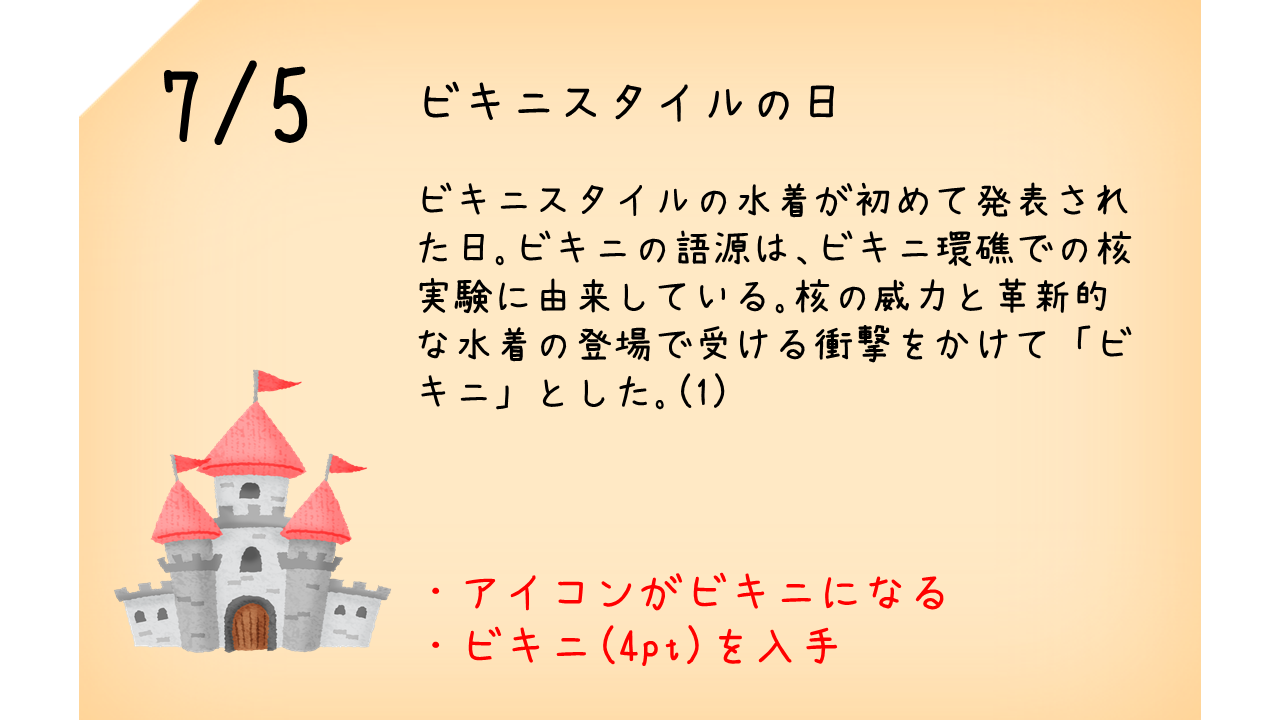 7/5
ビキニスタイルの日
ビキニスタイルの水着が初めて発表され
た日。ビキニの語源は、ビキニ環礁での核
実験に由来している。核の威力と革新的
な水着の登場で受ける衝撃をかけて「ビ
キニ」とした。(1)
・アイコンがビキニになる
・ビキニ(4pt)を入手